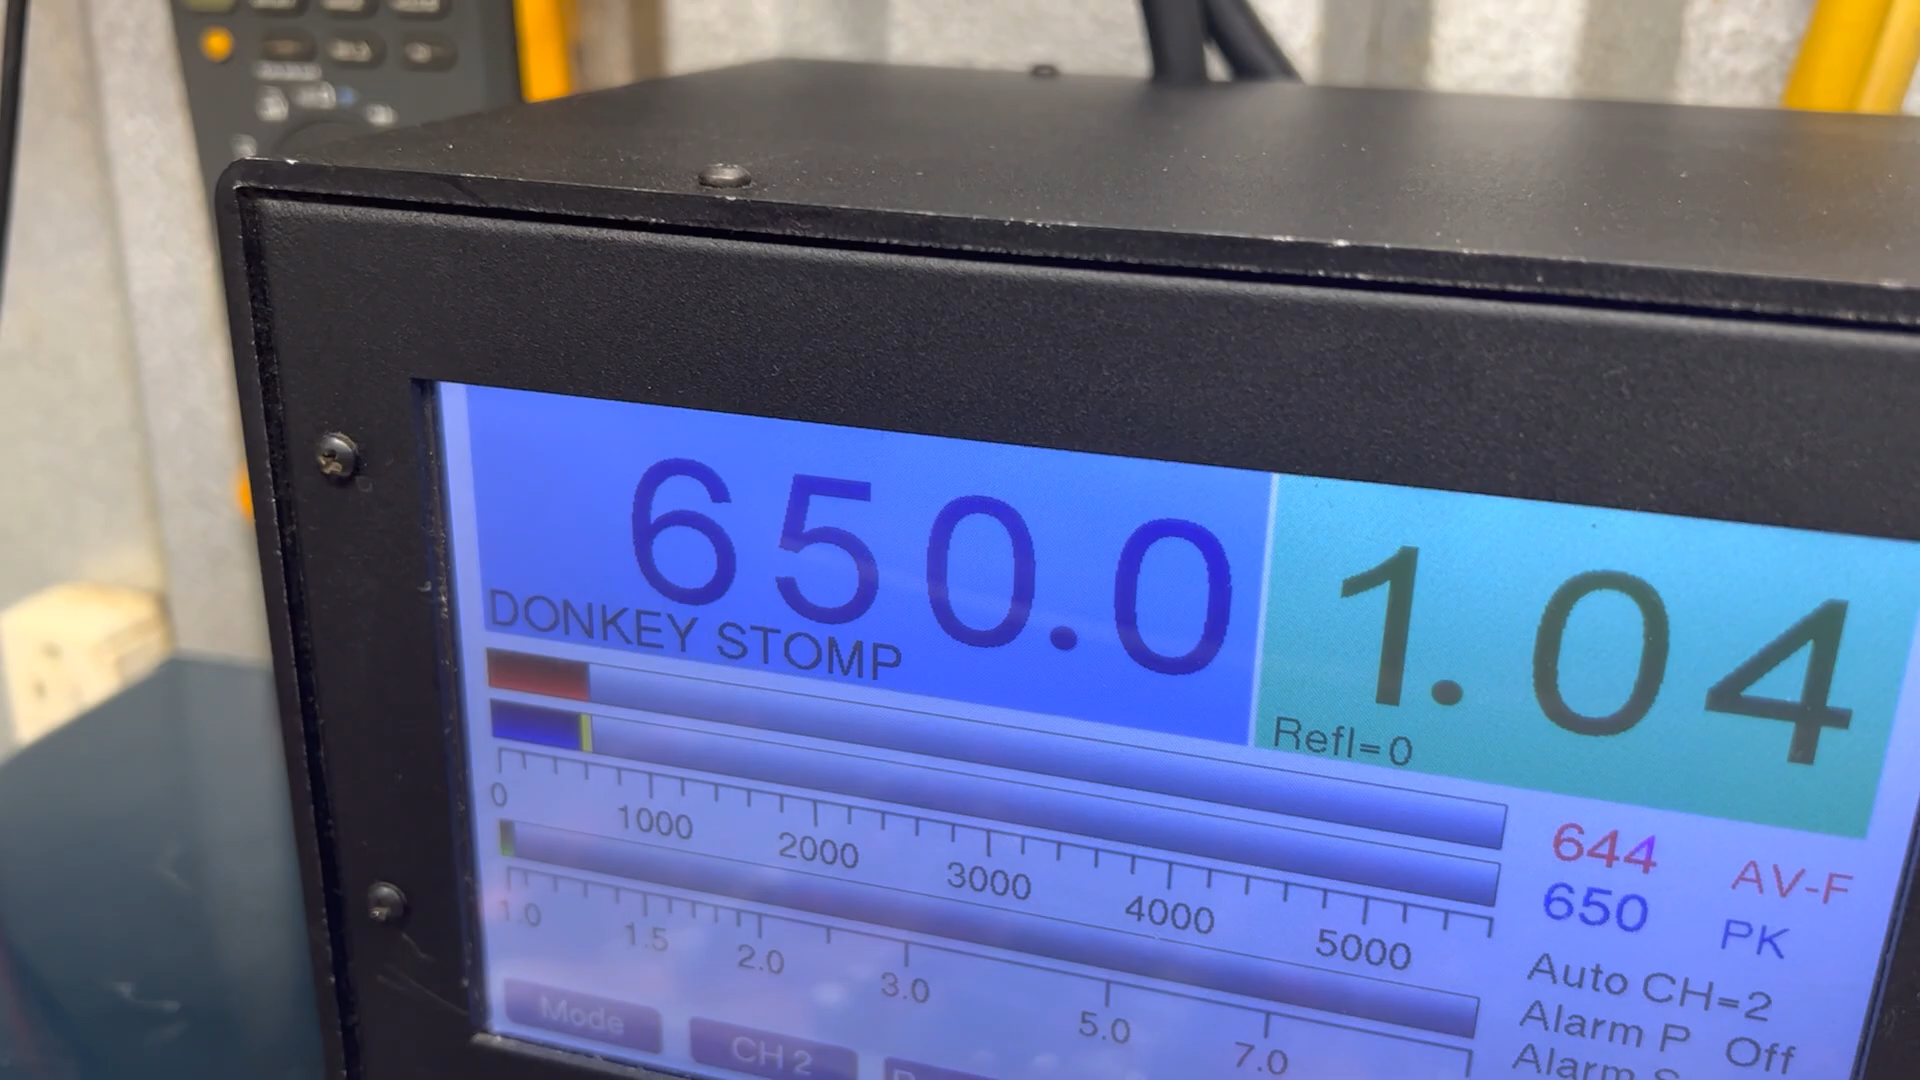 650.0
DONKEY STOMP
1.04
Refl=0
0 1000 2000 3000 4000 5000
1.0 1.5 2.0 3.0 5.0 7.0
644 AV-F
650 PK
Auto CH=2
Alarm P Off
Alarm
Mode
CH 2